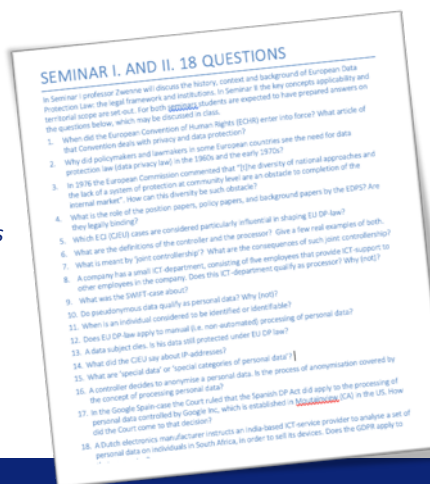 SEMINAR I. AND II. 18 QUESTIONS
In Seminar I professor Zwenne will discuss the history, context and background of European Data
Protection Law: the legal framework and institutions. In Seminar II the key concepts applicability and
territorial scope are set-out. For both seminars students are expected to have prepared answers on
the questions below, which may be discussed in class.
1. When did the European Convention of Human Rights (ECHR) enter into force? What article of
that Convention deals with privacy and data protection?
2. Why did policymakers and lawmakers in some European countries see the need for data
protection law (data privacy law) in the 1960s and the early 1970s?
3. In 1976 the European Commission commented that "[t]he diversity of national approaches and
the lack of a system of protection at community level are an obstacle to completion of the
internal market". How can this diversity be such obstacle?
4. What is the role of the position papers, policy papers, and background papers by the EDPS? Are
they legally binding?
5. Which ECJ (CJEU) cases are considered particularly influential in shaping EU DP-law?
6. What are the definitions of the controller and the processor? Give a few real examples of both.
7. What is meant by 'joint controllership'? What are the consequences of such joint controllership?
8. A company has a small ICT-department, consisting of five employees that provide ICT-support to
other employees in the company. Does this ICT-department qualify as processor? Why (not)?
9. What was the SWIFT-case about?
10. Do pseudonymous data qualify as personal data? Why (not)?
11. When is an individual considered to be identified or identifiable?
12. Does EU DP-law apply to manual (i.e. non-automated) processing of personal data?
13. A data subject dies. Is his data still protected under EU DP law?
14. What did the CJEU say about IP-addresses?
15. What are 'special data' or 'special categories of personal data'?
16. A controller decides to anonymise a personal data. Is the process of anonymisation covered by
the concept of processing personal data?
17. In the Google Spain-case the Court ruled that the Spanish DP Act did apply to the processing of
personal data controlled by Google Inc, which is established in (CA) in the US. How
did the Court come to that decision?
18. A Dutch electronics manufacturer instructs an India-based ICT-service provider to analyse a set of
personal data on individuals in South Africa, in order to sell its devices. Does the GDPR apply to
s